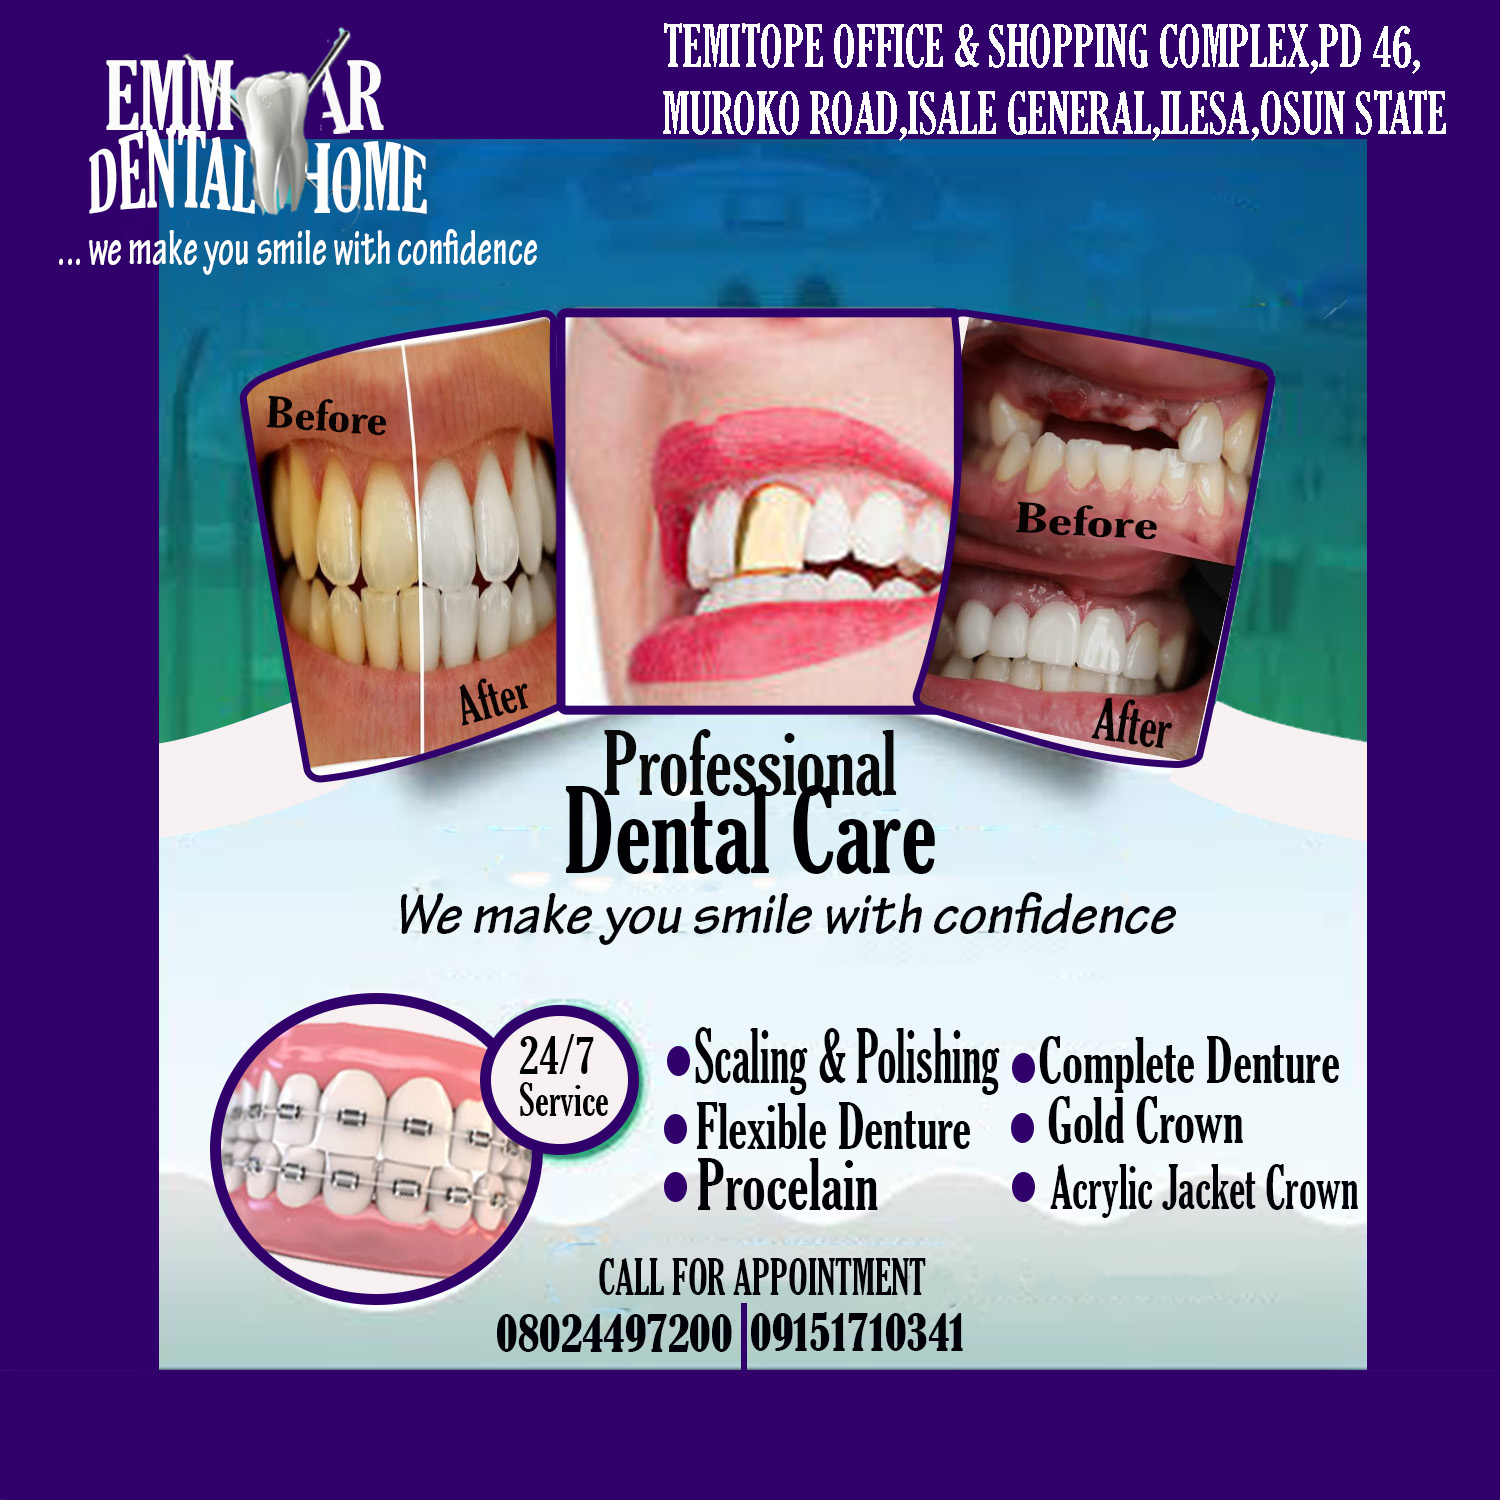 EMM AR
DENTAL HOME
... we make you smile with confidence
TEMITOPE OFFICE & SHOPPING COMPLEX,PD 46,
MUROKO ROAD,ISALE GENERAL,ILESA,OSUN STATE
Before
After
Before
After
Professional
Dental Care
We make you smile with confidence
24/7
Service
•Scaling & Polishing
• Flexible Denture
• Procelain
•Complete Denture
• Gold Crown
• Acrylic Jacket Crown
CALL FOR APPOINTMENT
08024497200|09151710341